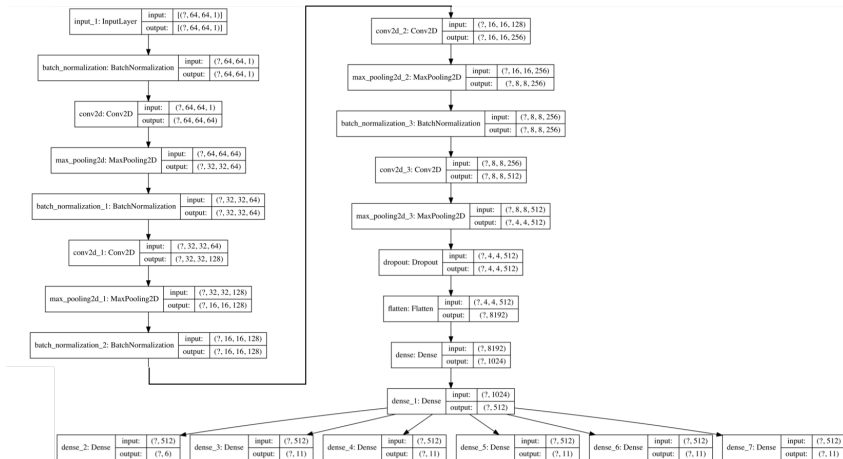 input_1: InputLayer input: [(?, 64, 64, 1)]
output: [(?, 64, 64, 1)]
batch_normalization: BatchNormalization input: (?, 64, 64, 1)
output: (?, 64, 64, 1)
conv2d: Conv2D input: (?, 64, 64, 1)
output: (?, 64, 64, 64)
max_pooling2d: MaxPooling2D input: (?, 64, 64, 64)
output: (?, 32, 32, 64)
batch_normalization_1: BatchNormalization input: (?, 32, 32, 64)
output: (?, 32, 32, 64)
conv2d_1: Conv2D input: (?, 32, 32, 64)
output: (?, 32, 32, 128)
max_pooling2d_1: MaxPooling2D input: (?, 32, 32, 128)
output: (?, 16, 16, 128)
batch_normalization_2: BatchNormalization input: (?, 16, 16, 128)
output: (?, 16, 16, 128)
conv2d_2: Conv2D input: (?, 16, 16, 128)
output: (?, 16, 16, 256)
max_pooling2d_2: MaxPooling2D input: (?, 16, 16, 256)
output: (?, 8, 8, 256)
batch_normalization_3: BatchNormalization input: (?, 8, 8, 256)
output: (?, 8, 8, 256)
conv2d_3: Conv2D input: (?, 8, 8, 256)
output: (?, 8, 8, 512)
max_pooling2d_3: MaxPooling2D input: (?, 8, 8, 512)
output: (?, 4, 4, 512)
dropout: Dropout input: (?, 4, 4, 512)
output: (?, 4, 4, 512)
flatten: Flatten input: (?, 4, 4, 512)
output: (?, 8192)
dense: Dense input: (?, 8192)
output: (?, 1024)
dense_1: Dense input: (?, 1024)
output: (?, 512)
dense_2: Dense input: (?, 512)
output: (?, 6)
dense_3: Dense input: (?, 512)
output: (?, 11)
dense_4: Dense input: (?, 512)
output: (?, 11)
dense_5: Dense input: (?, 512)
output: (?, 11)
dense_6: Dense input: (?, 512)
output: (?, 11)
dense_7: Dense input: (?, 512)
output: (?, 11)